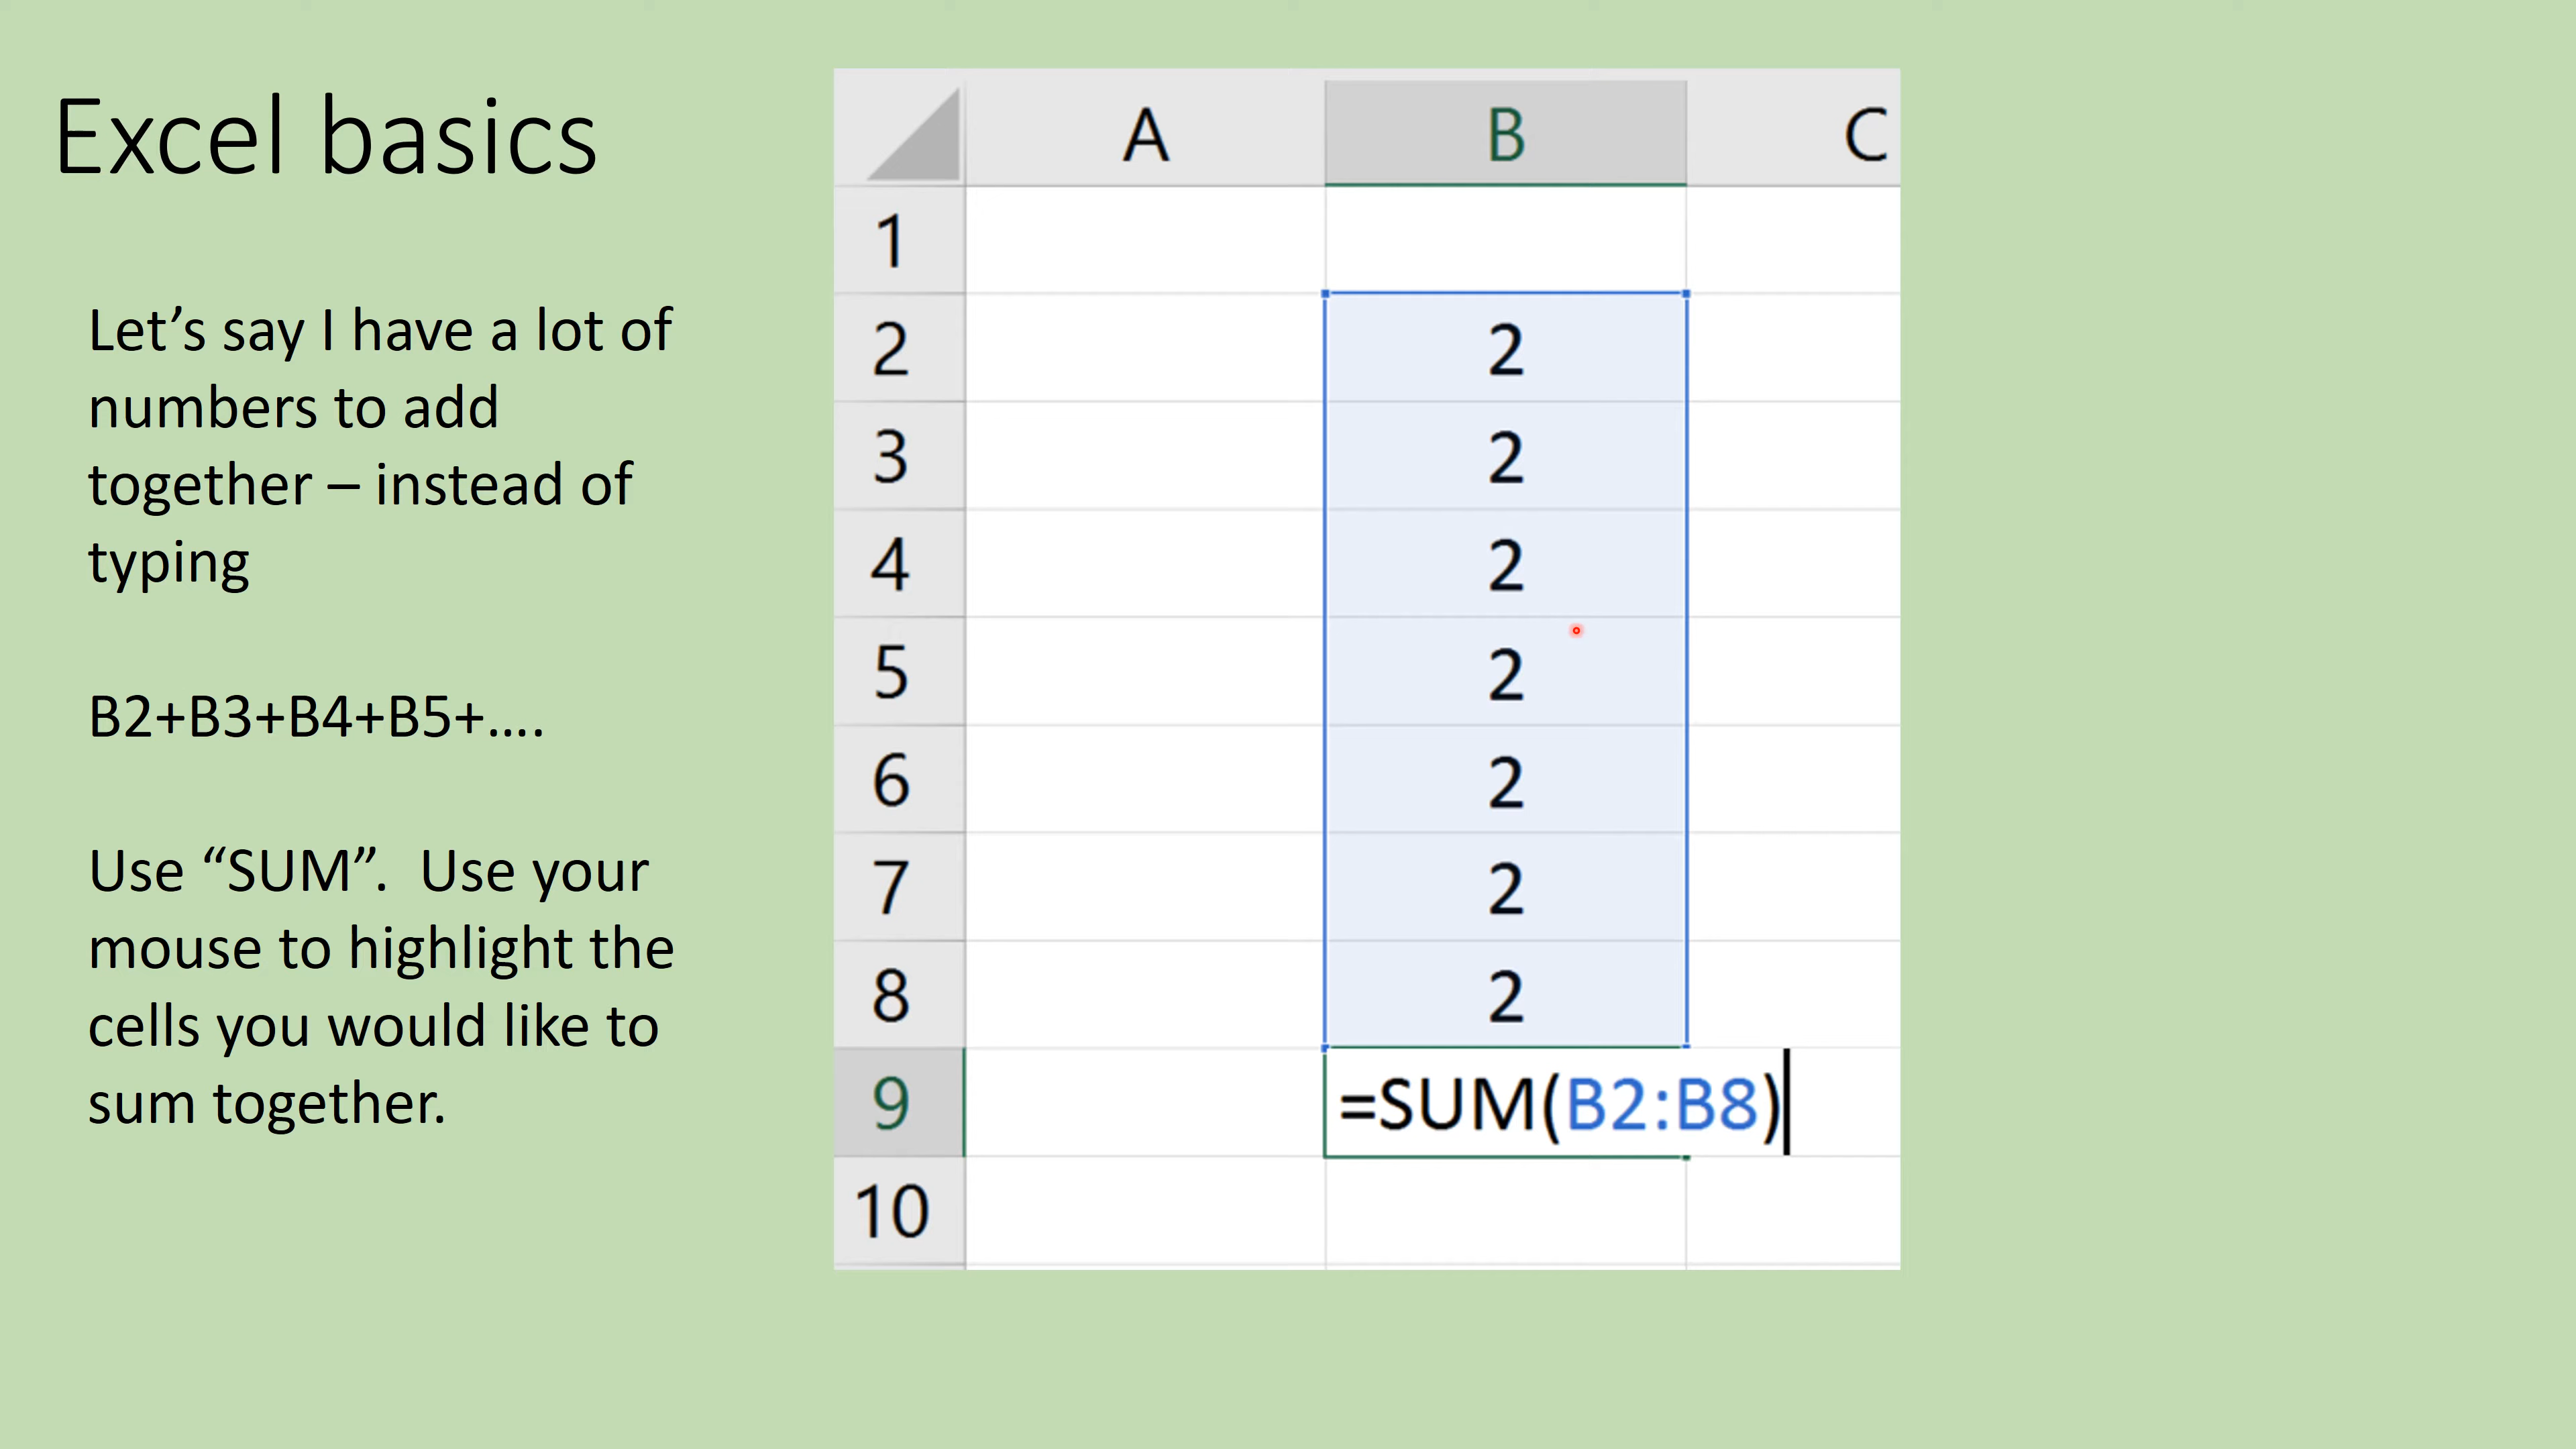 Excel basics
Let’s say I have a lot of
numbers to add
together – instead of
typing
B2+B3+B4+B5+....
Use “SUM”.  Use your
mouse to highlight the
cells you would like to
sum together.
A B C
1
2 2
3 2
4 2
5 2
6 2
7 2
8 2
9 =SUM(B2:B8)
10